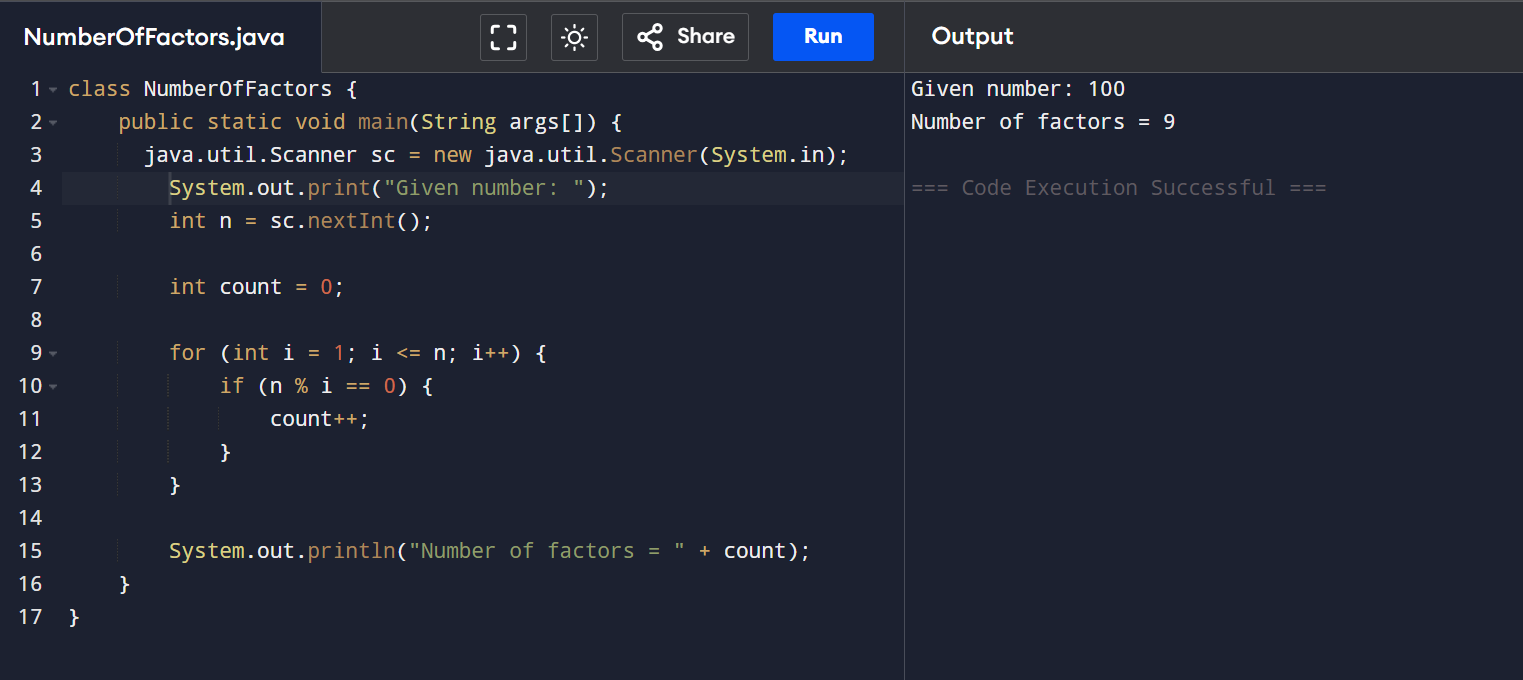 NumberOfFactors.java
Share
Run
Output
1 class NumberOfFactors {
2     public static void main(String args[]) {
3       java.util.Scanner sc = new java.util.Scanner(System.in);
4         System.out.print("Given number: ");
5         int n = sc.nextInt();
6
7         int count = 0;
8
9         for (int i = 1; i <= n; i++) {
10             if (n % i == 0) {
11                 count++;
12             }
13         }
14
15         System.out.println("Number of factors = " + count);
16     }
17 }
Given number: 100
Number of factors = 9
=== Code Execution Successful ===